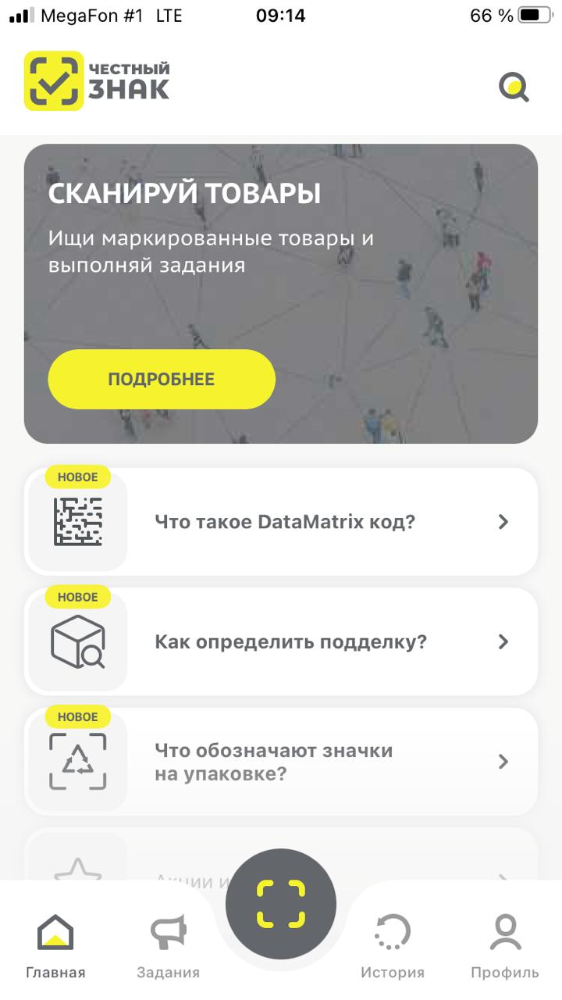 MegaFon #1 LTE 09:14 66 %
ЧЕСТНЫЙ
ЗНАК
СКАНИРУЙ ТОВАРЫ
Ищи маркированные товары и
выполняй задания
ПОДРОБНЕЕ
НОВОЕ
Что такое DataMatrix код?
НОВОЕ
Как определить подделку?
НОВОЕ
Что обозначают значки
на упаковке?
Акции и
Главная Задания История Профиль